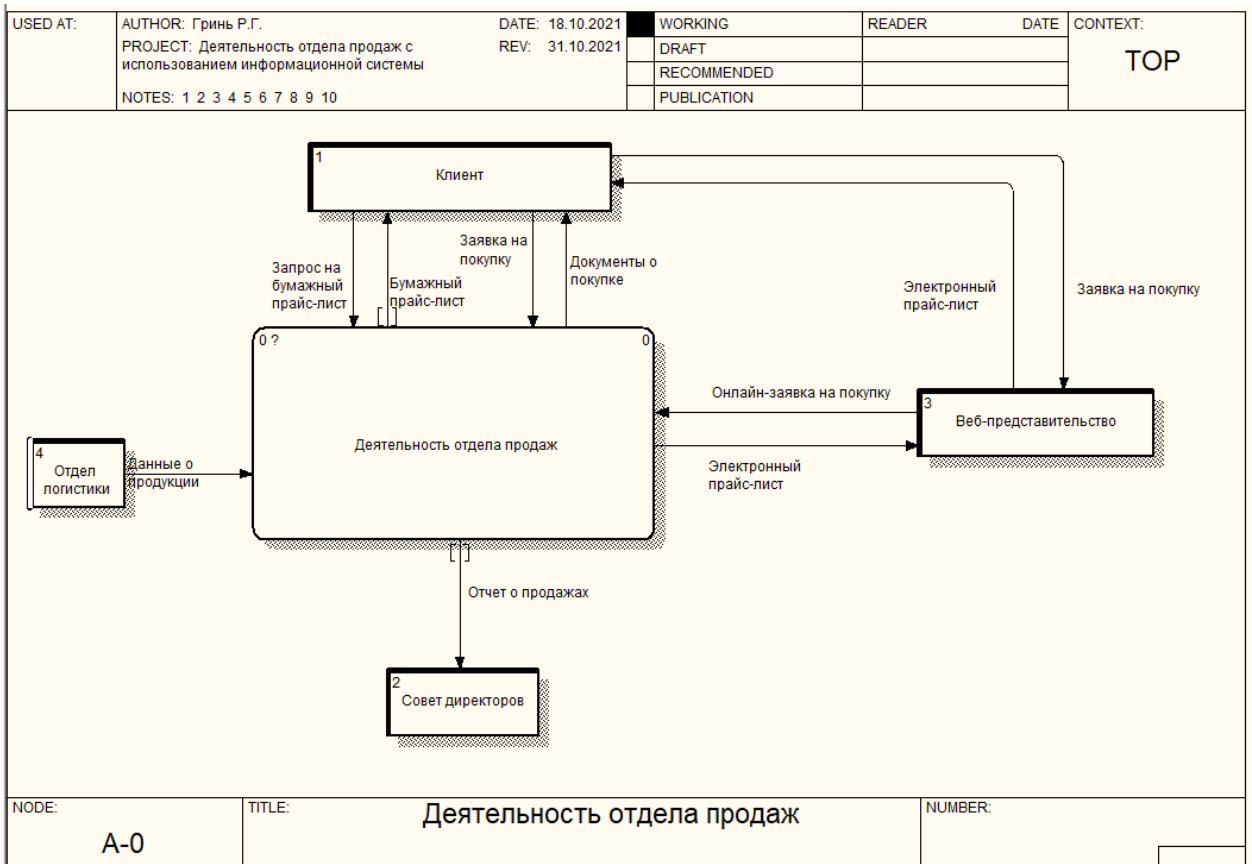 USED AT:
AUTHOR: Гринь Р.Г.
DATE: 18.10.2021
PROJECT: Деятельность отдела продаж с
использованием информационной системы
REV: 31.10.2021
NOTES: 1 2 3 4 5 6 7 8 9 10
WORKING
DRAFT
RECOMMENDED
PUBLICATION
READER
DATE
CONTEXT:
TOP
1
Клиент
Запрос на
бумажный
прайс-лист
Бумажный
прайс-лист
Заявка на
покупку
Документы о
покупке
Электронный
прайс-лист
Заявка на покупку
0 ?
0
Деятельность отдела продаж
Онлайн-заявка на покупку
Электронный
прайс-лист
3
Веб-представительство
4
Отдел
логистики
Данные о
продукции
Отчет о продажах
2
Совет директоров
NODE:
A-0
TITLE:
Деятельность отдела продаж
NUMBER: